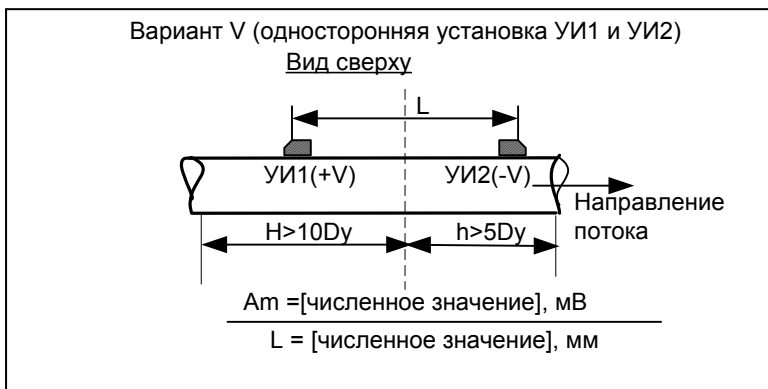 Вариант V (односторонняя установка УИ1 и УИ2)
Вид сверху
L
УИ1(+V) УИ2(-V)
Направление
потока
H>10Dy h>5Dy
Am =[численное значение], мВ
L = [численное значение], мм